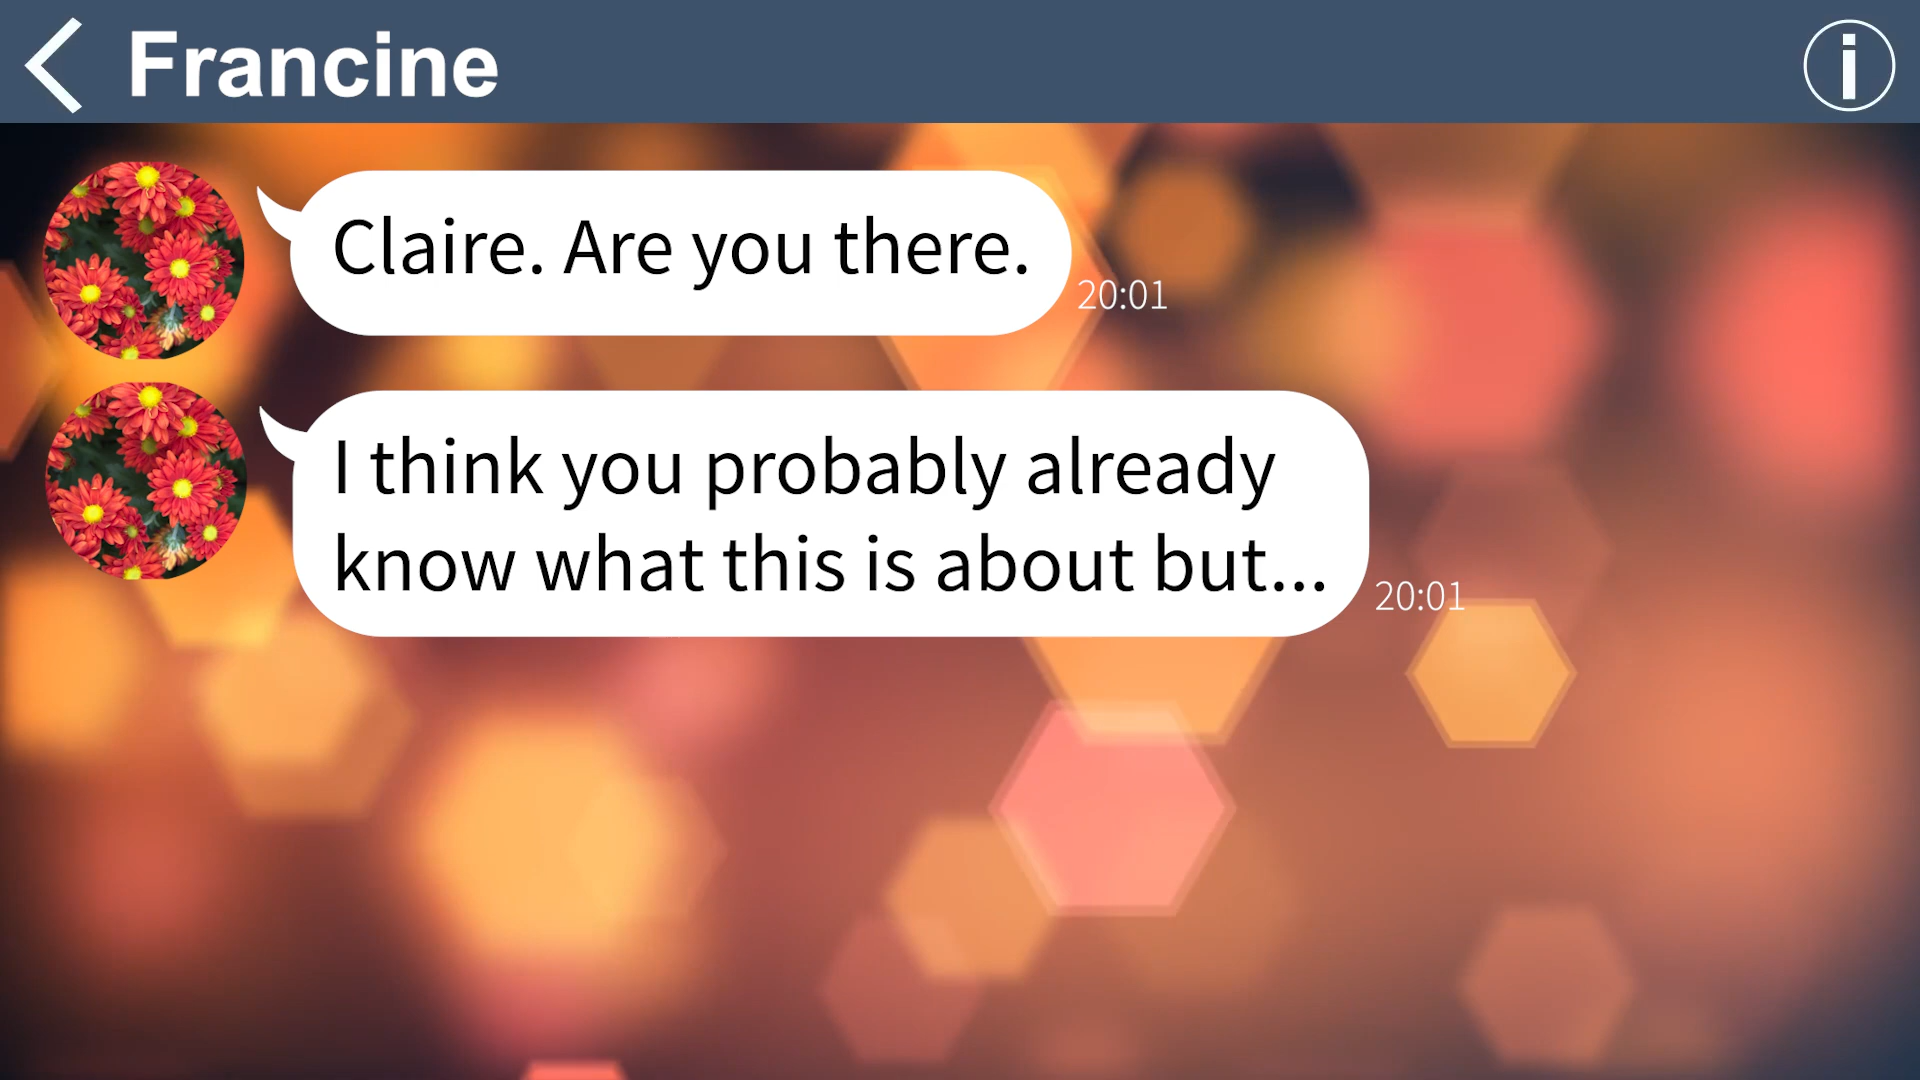 Francine
Claire. Are you there.
20:01
I think you probably already
know what this is about but...
20:01